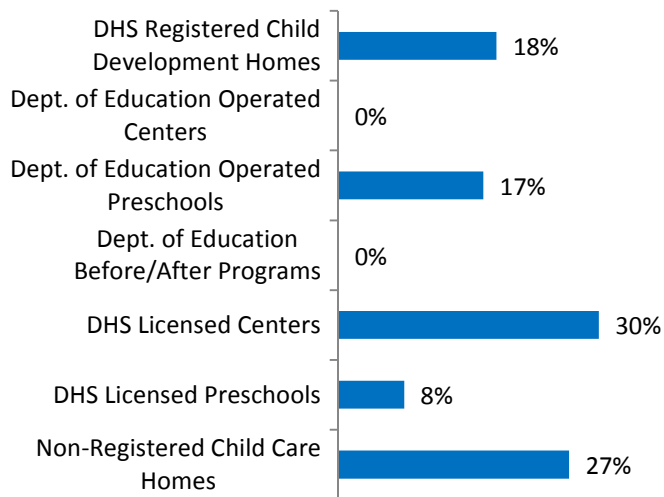 DHS Registered Child
Development Homes
18%
Dept. of Education Operated
Centers
0%
Dept. of Education Operated
Preschools
17%
Dept. of Education
Before/After Programs
0%
DHS Licensed Centers
30%
DHS Licensed Preschools
8%
Non-Registered Child Care
Homes
27%